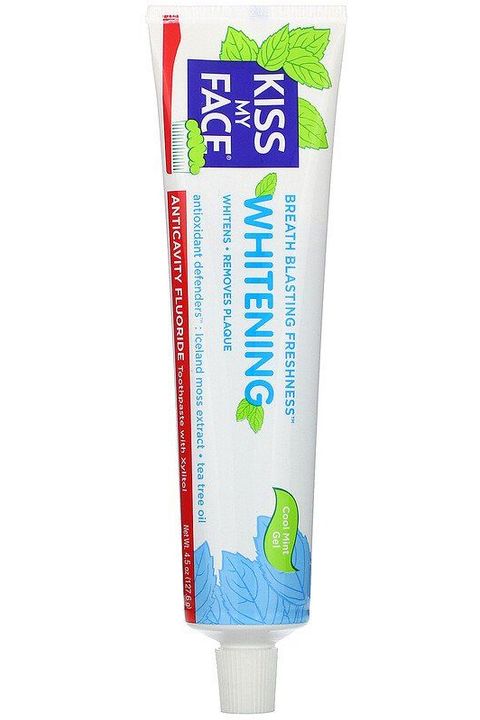 KISS
MY
FACE®
BREATH BLASTING FRESHNESS™
WHITENING
WHITENS • REMOVES PLAQUE
antioxidant defenders™ : Iceland moss extract • tea tree oil
ANTICAVITY FLUORIDE Toothpaste with Xylitol
Net Wt. 4.5 oz (127.6 g)
Cool Mint
Gel